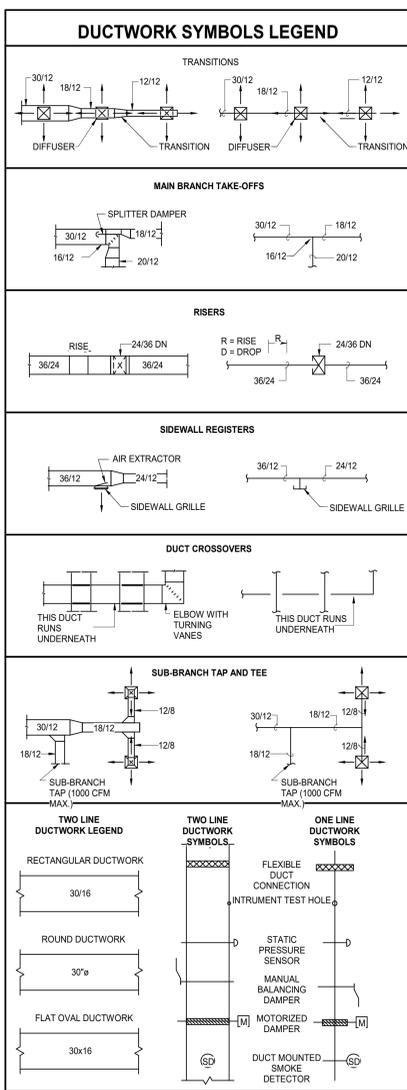 DUCTWORK SYMBOLS LEGEND
TRANSITIONS
30/12
18/12
12/12
DIFFUSER
TRANSITION
30/12
18/12
12/12
DIFFUSER
TRANSITION
MAIN BRANCH TAKE-OFFS
SPLITTER DAMPER
30/12
18/12
16/12
20/12
30/12
18/12
16/12
20/12
RISERS
RISE
24/36 DN
36/24
X
36/24
R = RISE
D = DROP
R
24/36 DN
36/24
36/24
SIDEWALL REGISTERS
AIR EXTRACTOR
36/12
24/12
SIDEWALL GRILLE
36/12
24/12
SIDEWALL GRILLE
DUCT CROSSOVERS
THIS DUCT
RUNS
UNDERNEATH
ELBOW WITH
TURNING
VANES
THIS DUCT RUNS
UNDERNEATH
SUB-BRANCH TAP AND TEE
30/12
18/12
12/8
12/8
18/12
SUB-BRANCH
TAP (1000 CFM
MAX.)
30/12
18/12
12/8
12/8
18/12
SUB-BRANCH
TAP (1000 CFM
MAX.)
TWO LINE
DUCTWORK LEGEND
TWO LINE
DUCTWORK
SYMBOLS
ONE LINE
DUCTWORK
SYMBOLS
RECTANGULAR DUCTWORK
30/16
ROUND DUCTWORK
30"ø
FLAT OVAL DUCTWORK
30x16
FLEXIBLE
DUCT
CONNECTION
INTRUMENT TEST HOLE
STATIC
PRESSURE
SENSOR
MANUAL
BALANCING
DAMPER
M
MOTORIZED
DAMPER
M
SD
DUCT MOUNTED
SMOKE
DETECTOR
SD